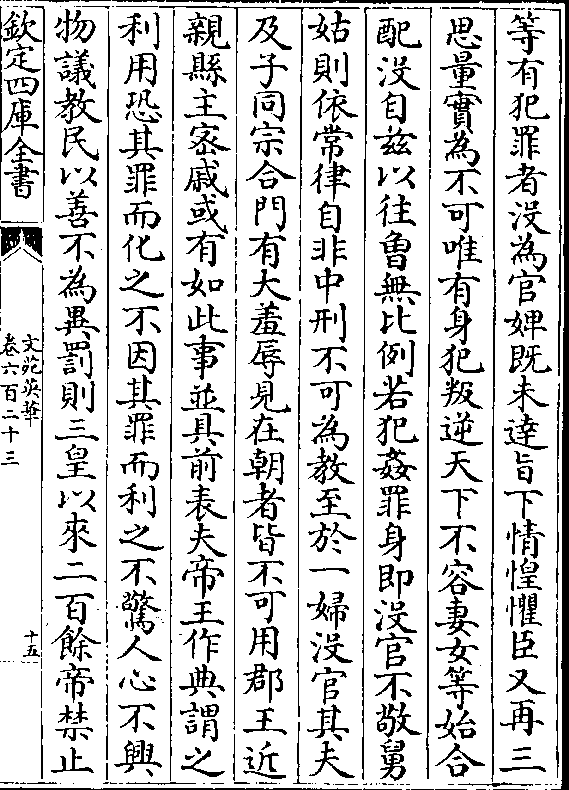 等有犯罪者没為官婢既未達旨下情惶懼臣又再三
思量實為不可唯有身犯叛逆天下不容妻女等始合
配没自兹以往曾無比例若犯姦罪身即没官不敬舅
姑則依常律自非中刑不可為教至於一婦没官其夫
及子同宗合門有大羞辱見在朝者皆不可用郡王近
親縣主宻戚或有如此事並具前表夫帝王作典謂之
利用恐其罪而化之不因其罪而利之不驚人心不興
物議教民以善不為異罰則三皇以來二百餘帝禁止
欽定四庫全書
文苑英華
卷六百二十三
十五